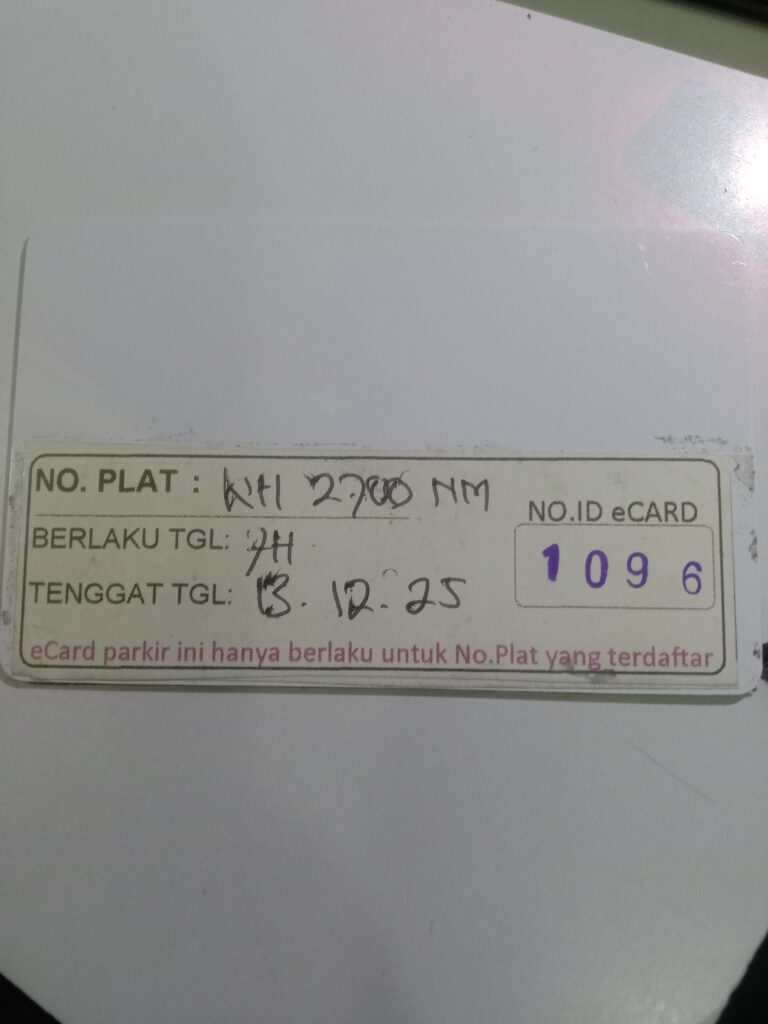 NO. PLAT : 2700 NM
NO.ID eCARD
BERLAKU TGL:
1096
TENGGAT TGL: 13.12.25
eCard parkir ini hanya berlaku untuk No.Plat yang terdaftar